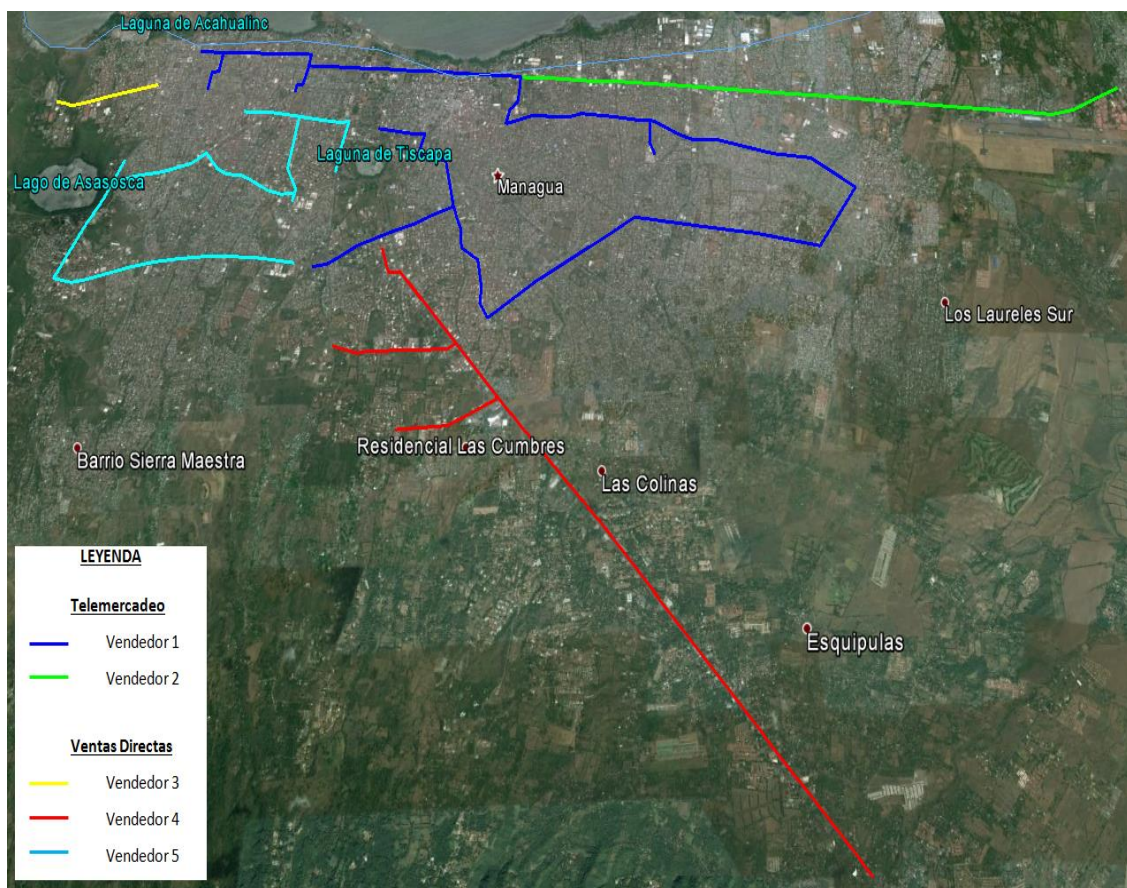 Laguna de Acahualinc
Laguna de Tiscapa
Lago de Asasosca
Managua
Los Laureles Sur
Residencial Las Cumbres
Barrio Sierra Maestra
Las Colinas
Esquipulas
LEYENDA
Telemercadeo
Vendedor 1
Vendedor 2
Ventas Directas
Vendedor 3
Vendedor 4
Vendedor 5